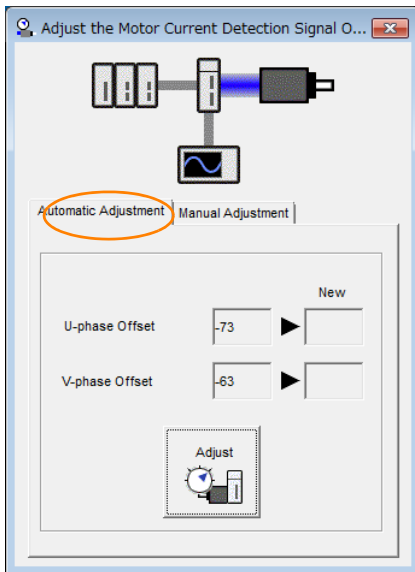 Adjust the Motor Current Detection Signal O...
Automatic Adjustment
Manual Adjustment
New
U-phase Offset
-73
V-phase Offset
-63
Adjust